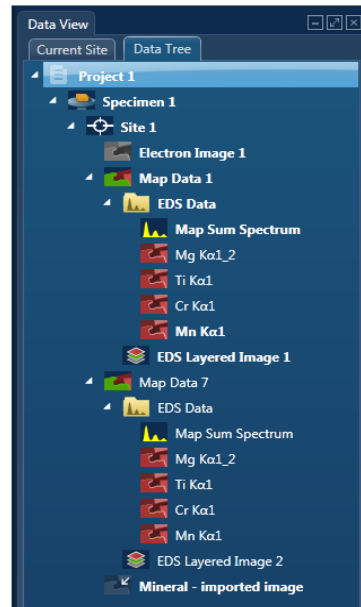 Data View
Current Site Data Tree
Project 1
Specimen 1
Site 1
Electron Image 1
Map Data 1
EDS Data
Map Sum Spectrum
Mg Kα1_2
Ti Kα1
Cr Kα1
Mn Kα1
EDS Layered Image 1
Map Data 7
EDS Data
Map Sum Spectrum
Mg Kα1_2
Ti Kα1
Cr Kα1
Mn Kα1
EDS Layered Image 2
Mineral - imported image